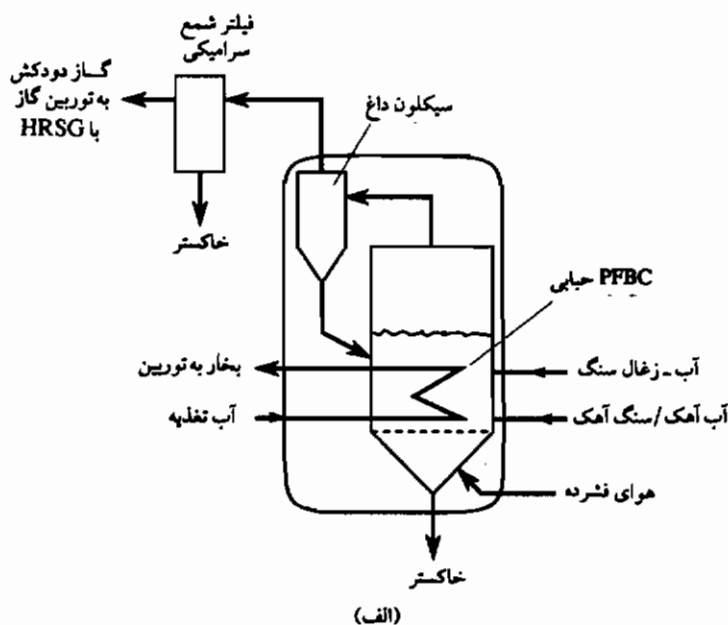 فیلتر شمع
سرامیکی
گاز دودکش
به توربین گاز
با HRSG
سیکلون داغ
خاکستر
PFBC حبابی
بخار به توربین
آب - زغال سنگ
آب تغذیه
آب آهک / سنگ آهک
هوای فشرده
خاکستر
(الف)